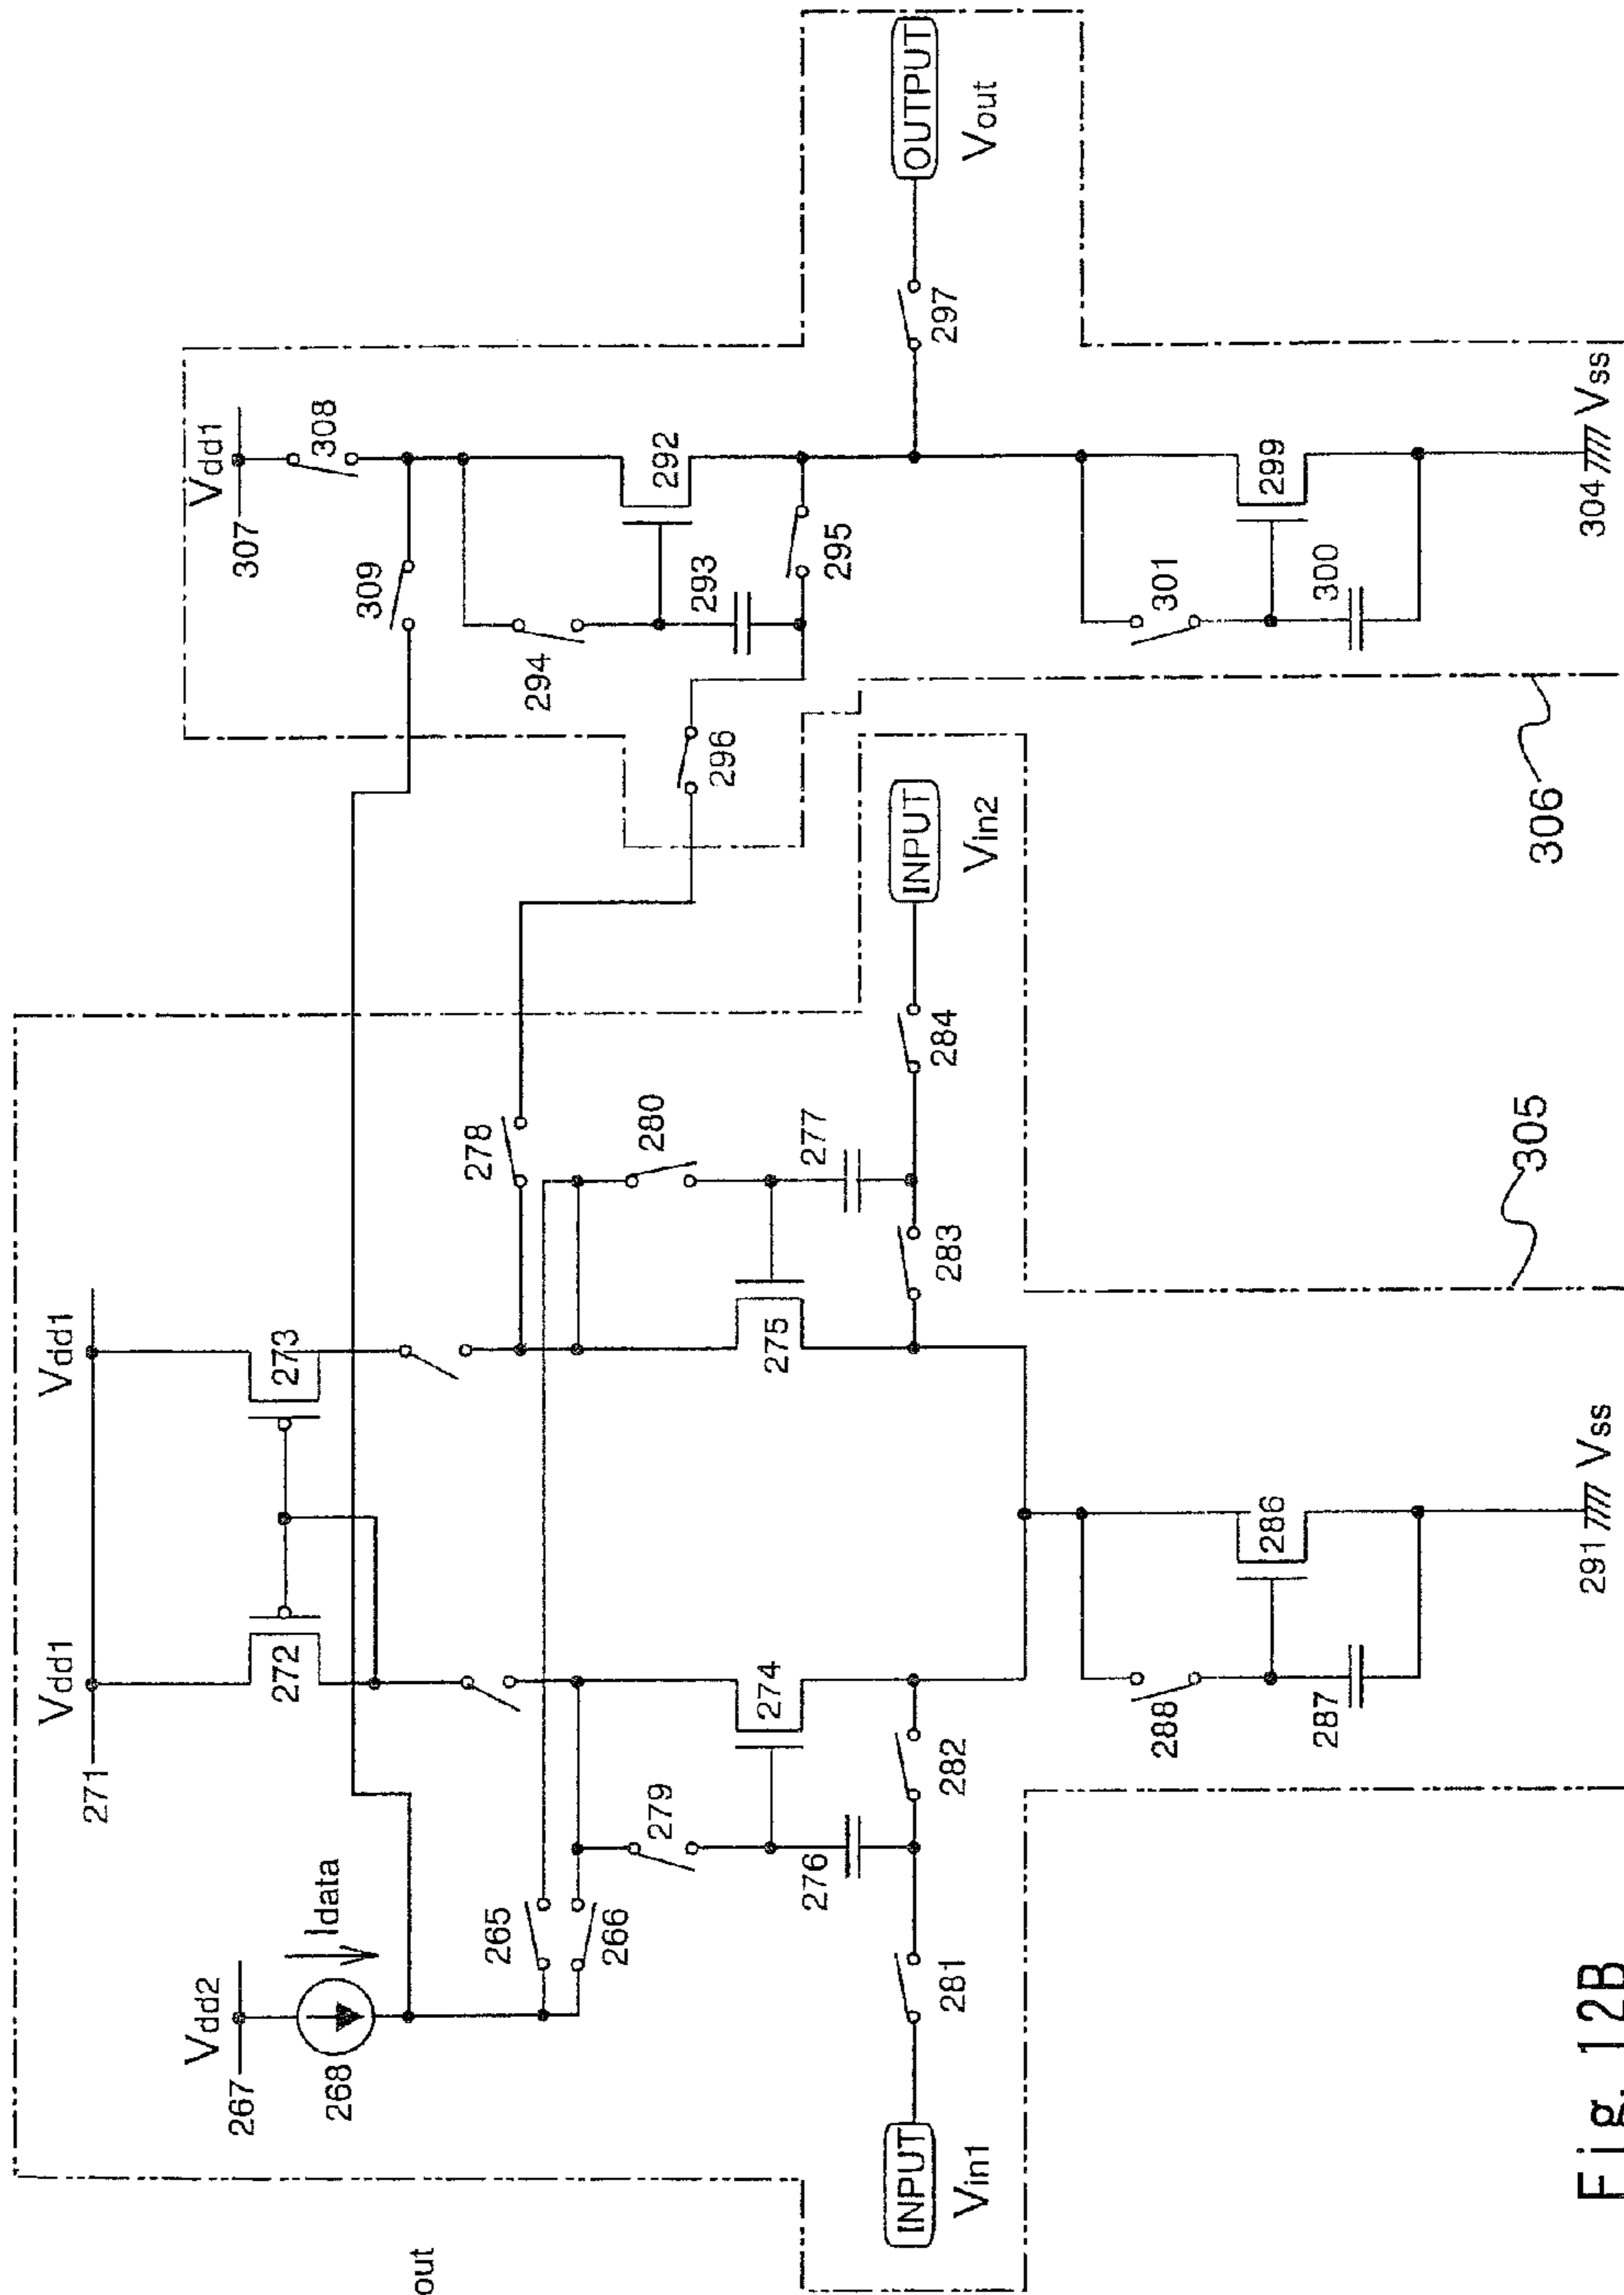 Vdd1
Vdd1
271
Vdd2
267
Idata
268
272
273
Vdd1
307
308
309
265
266
278
279
280
294
292
293
296
295
274
275
276
277
INPUT
Vin1
281
282
283
284
INPUT
Vin2
297
OUTPUT
Vout
288
286
287
291
Vss
301
299
300
304
Vss
305
306
out
Fig. 12B